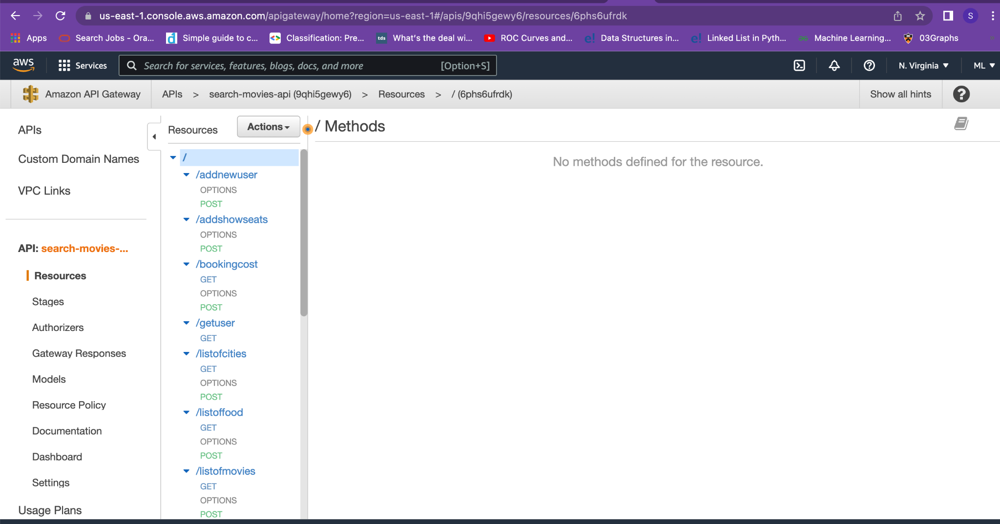 us-east-1.console.aws.amazon.com/apigateway/home?region=us-east-1#/apis/9qhi5gewy6/resources/6phs6ufrdk
S
Apps
Search Jobs - Ora...
Simple guide to c...
Classification: Pre...
tds What's the deal wi...
ROC Curves and...
e! Data Structures in...
e! Linked List in Pyth...
Machine Learning...
03Graphs
»
aws
Services
Search for services, features, blogs, docs, and more [Option+S]
N. Virginia
ML
Amazon API Gateway
APIs > search-movies-api (9qhi5gewy6) > Resources > / (6phs6ufrdk)
Show all hints
?
APIs
Custom Domain Names
VPC Links
API: search-movies-...
Resources
Stages
Authorizers
Gateway Responses
Models
Resource Policy
Documentation
Dashboard
Settings
Usage Plans
Resources
Actions
/
/addnewuser
OPTIONS
POST
/addshowseats
OPTIONS
POST
/bookingcost
GET
OPTIONS
POST
/getuser
GET
/listofcities
GET
OPTIONS
POST
/listoffood
GET
OPTIONS
POST
/listofmovies
GET
OPTIONS
POST
/ Methods
No methods defined for the resource.